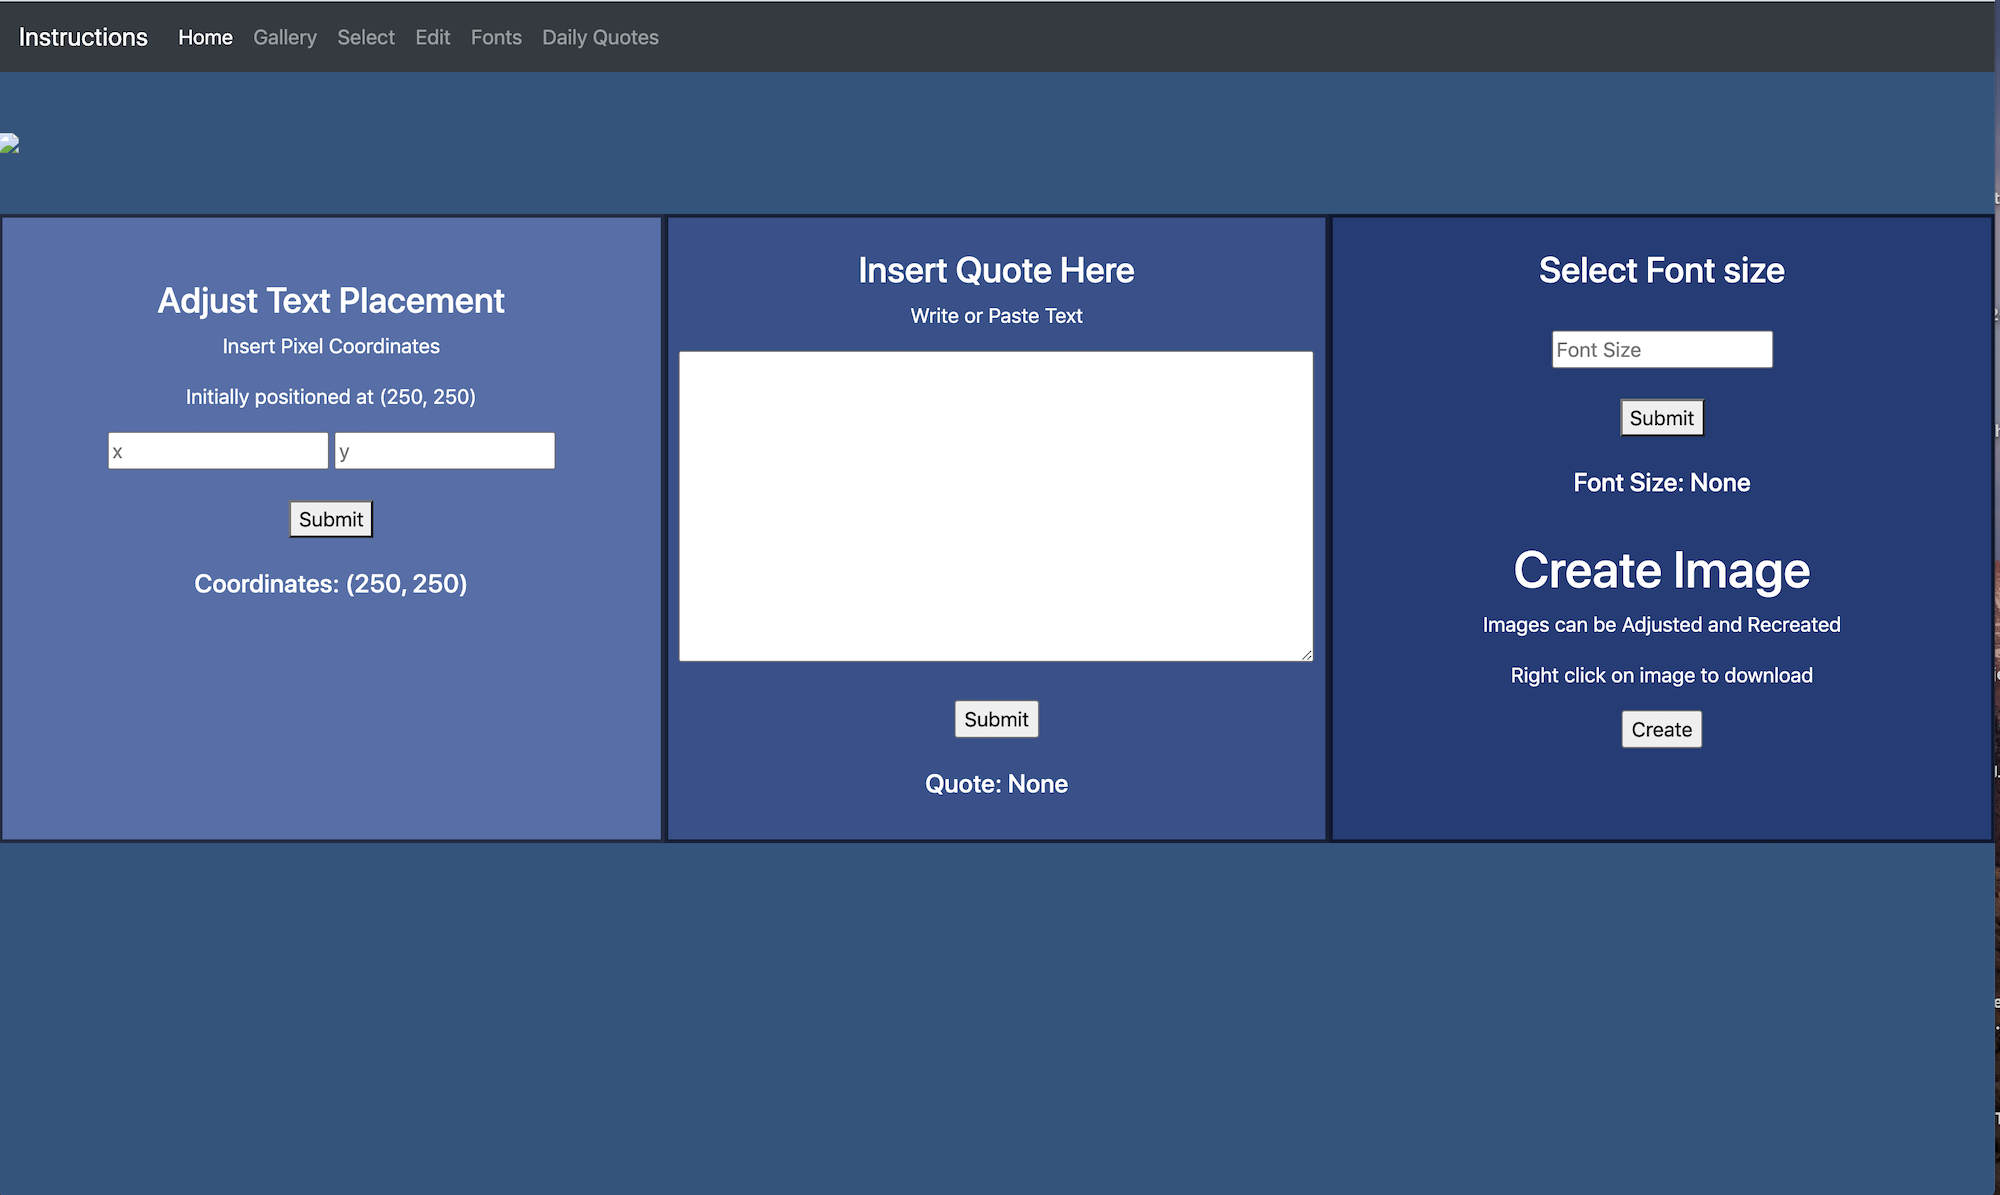 Instructions Home Gallery Select Edit Fonts Daily Quotes
Adjust Text Placement
Insert Pixel Coordinates
Initially positioned at (250, 250)
x y
Submit
Coordinates: (250, 250)
Insert Quote Here
Write or Paste Text
Submit
Quote: None
Select Font size
Font Size
Submit
Font Size: None
Create Image
Images can be Adjusted and Recreated
Right click on image to download
Create